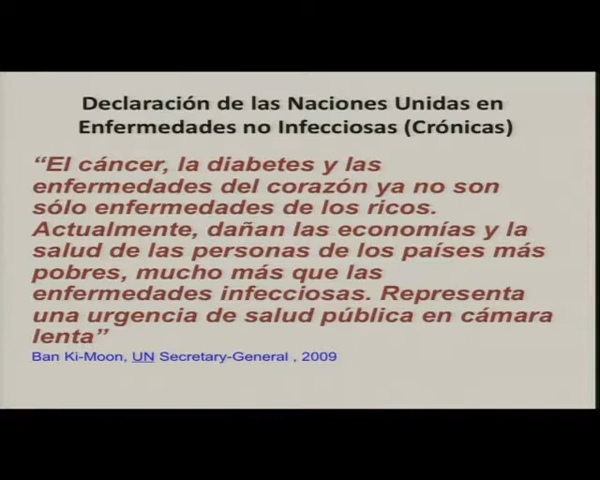 Declaración de las Naciones Unidas en
Enfermedades no Infecciosas (Crónicas)
“El cáncer, la diabetes y las
enfermedades del corazón ya no son
sólo enfermedades de los ricos.
Actualmente, dañan las economías y la
salud de las personas de los países más
pobres, mucho más que las
enfermedades infecciosas. Representa
una urgencia de salud pública en cámara
lenta”
Ban Ki-Moon, UN Secretary-General , 2009